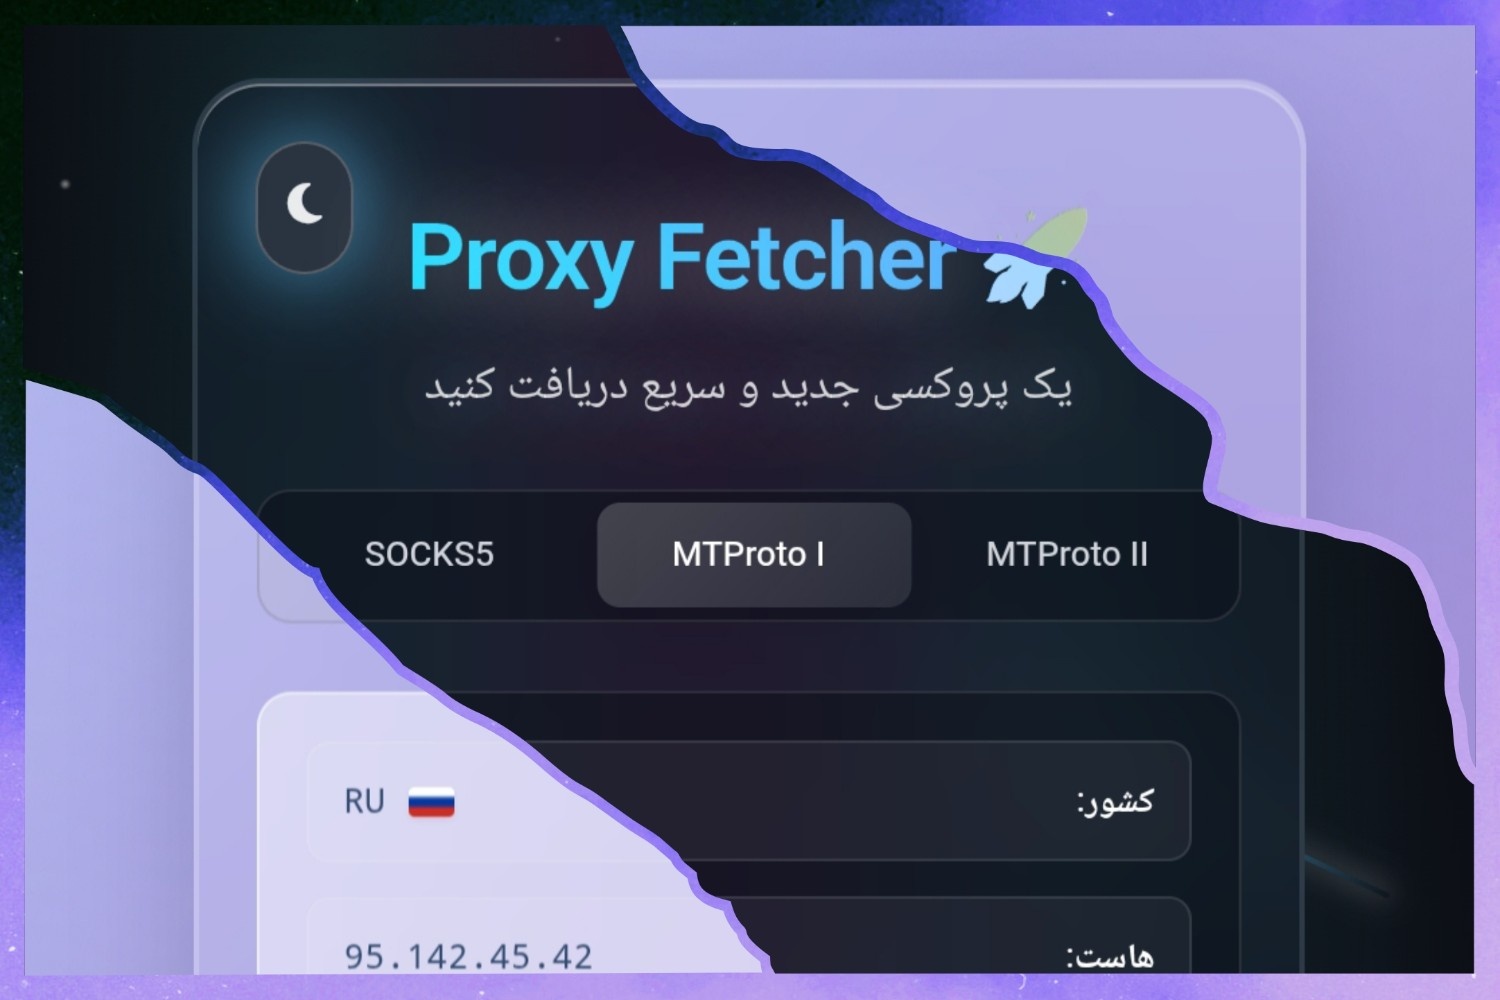 Proxy Fetcher
یک پروکسی جدید و سریع دریافت کنید
SOCKS5 MTProto I MTProto II
کشور: RU
هاست: 95.142.45.42